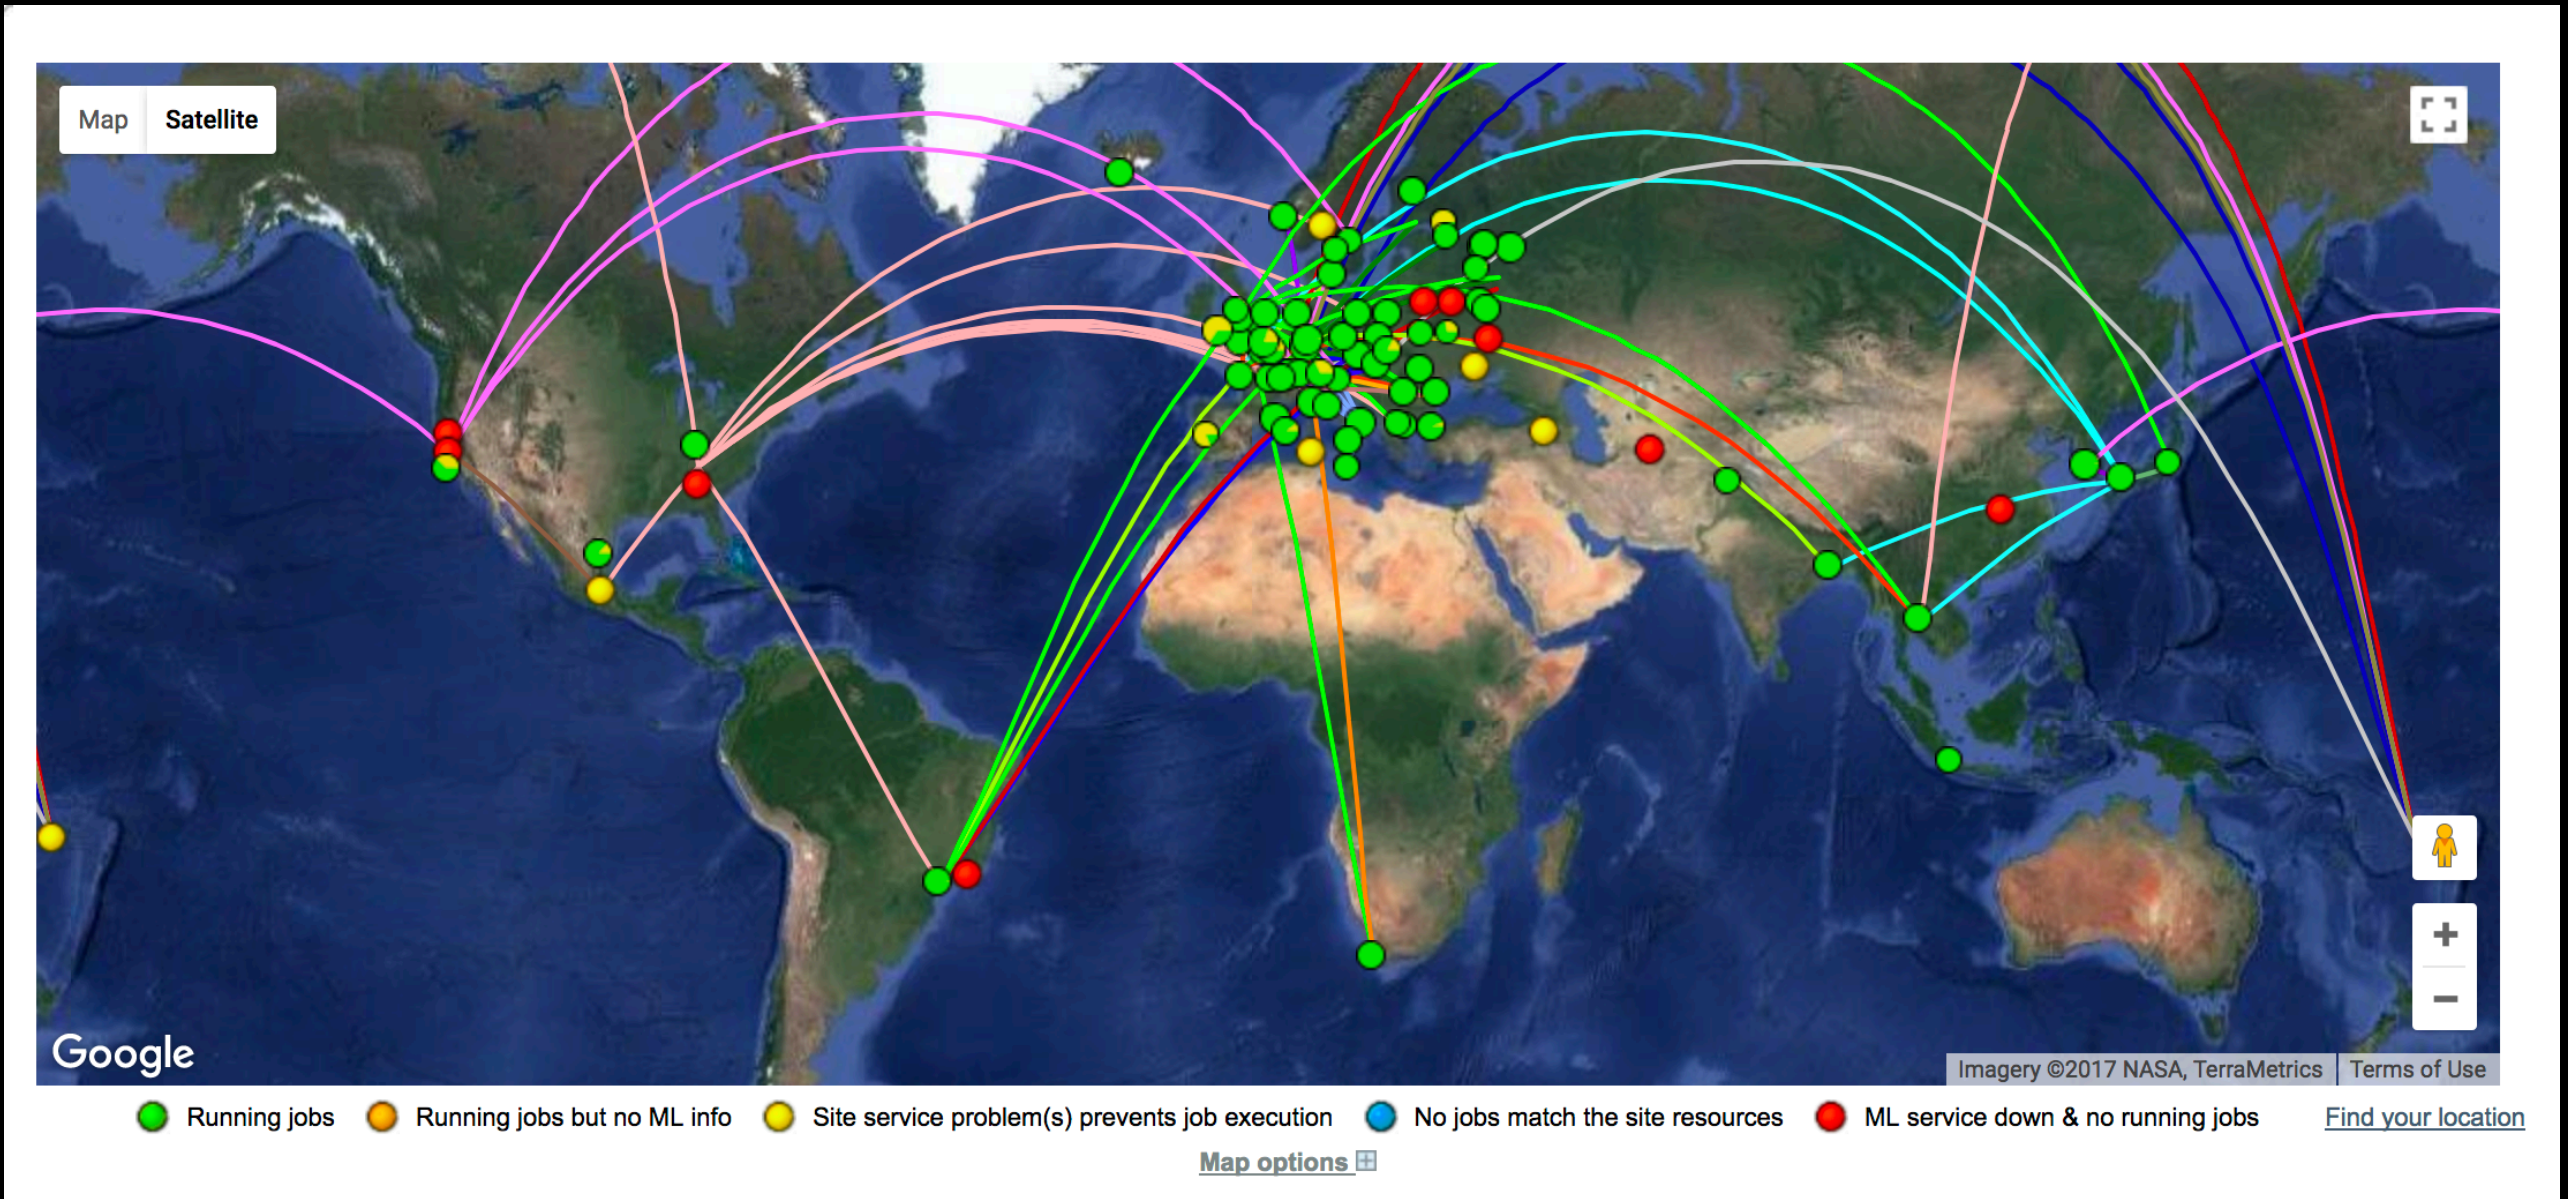 Map Satellite
Google
Imagery ©2017 NASA, TerraMetrics Terms of Use
Running jobs Running jobs but no ML info Site service problem(s) prevents job execution No jobs match the site resources ML service down & no running jobs Find your location
Map options